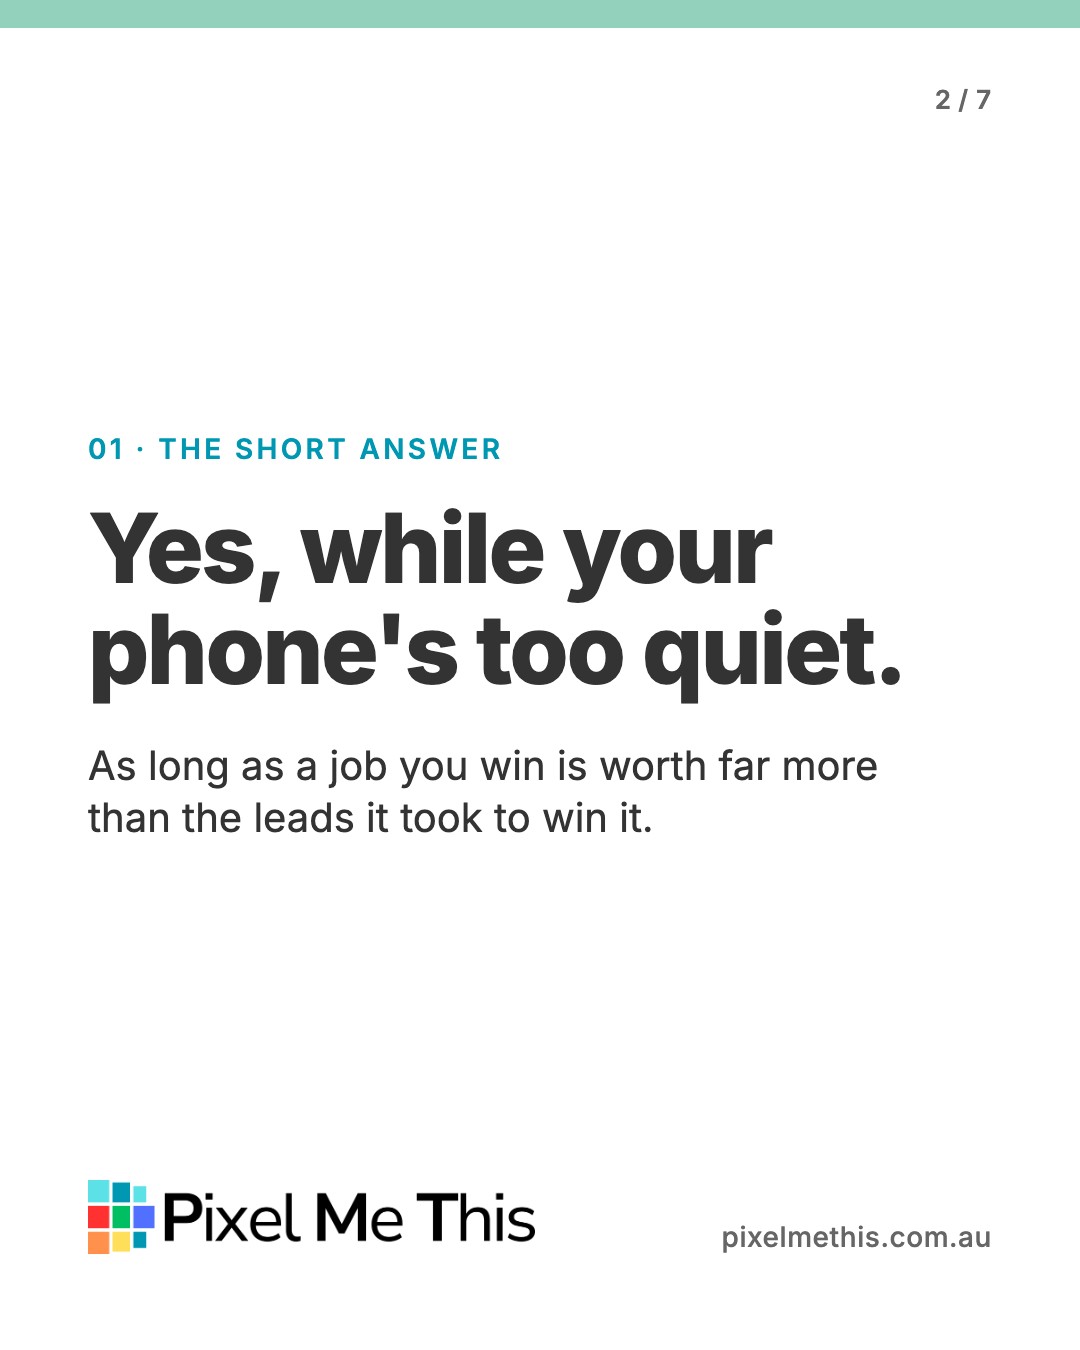 2 / 7
01 · THE SHORT ANSWER
Yes, while your
phone's too quiet.
As long as a job you win is worth far more
than the leads it took to win it.
Pixel Me This
pixelmethis.com.au